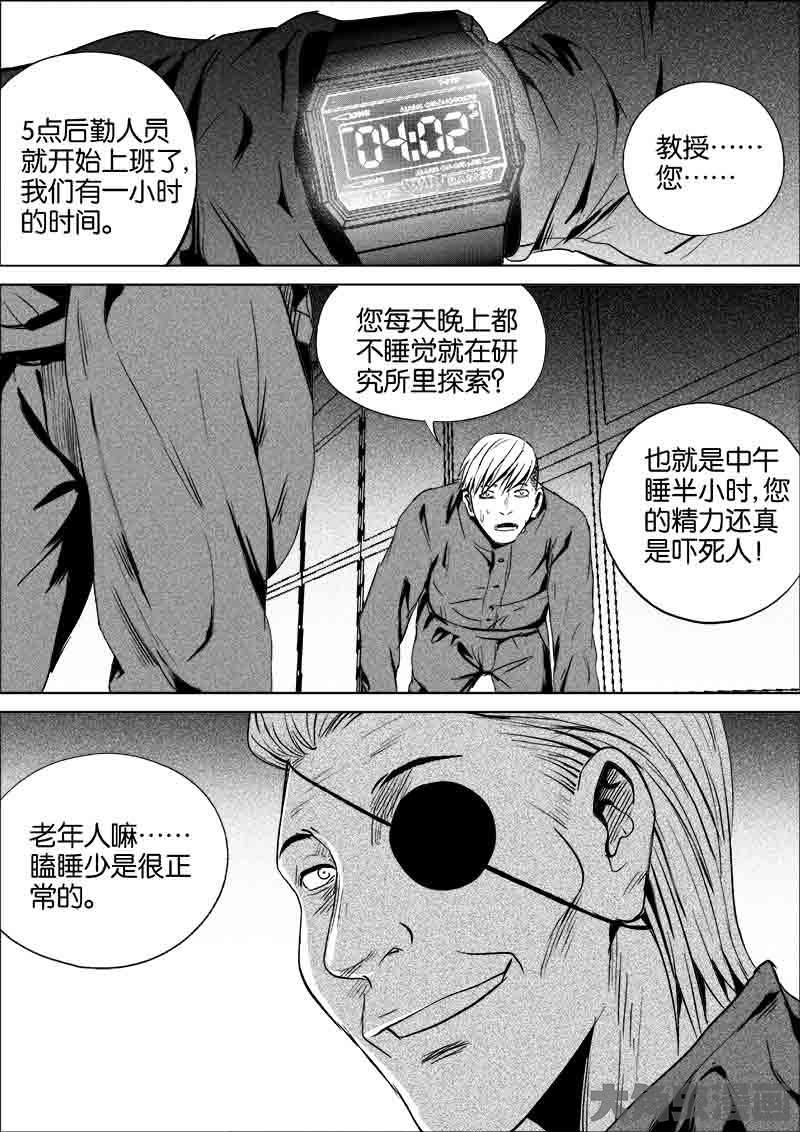 5点后勤人员
就开始上班了,
我们有一小时
的时间。
04:02
教授……
您……
您每天晚上都
不睡觉就在研
究所里探索?
也就是中午
睡半小时,您
的精力还真
是吓死人!
老年人嘛……
瞌睡少是很正
常的。